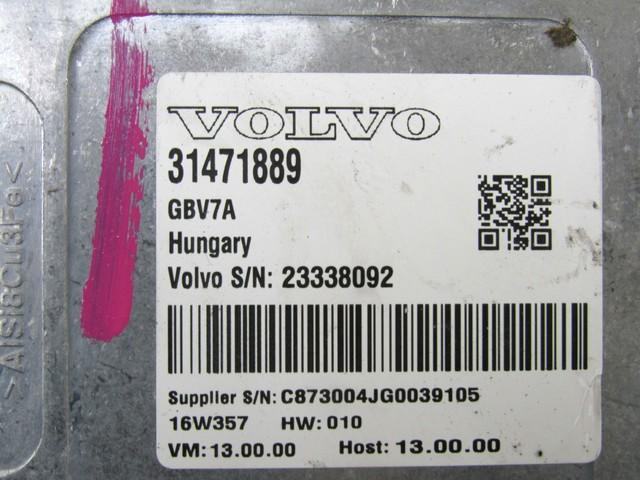 VOLVO
31471889
GBV7A
Hungary
Volvo S/N: 23338092
Supplier S/N: C873004JG0039105
16W357 HW: 010
VM: 13.00.00 Host: 13.00.00
>AlSi8Cu3Fe<